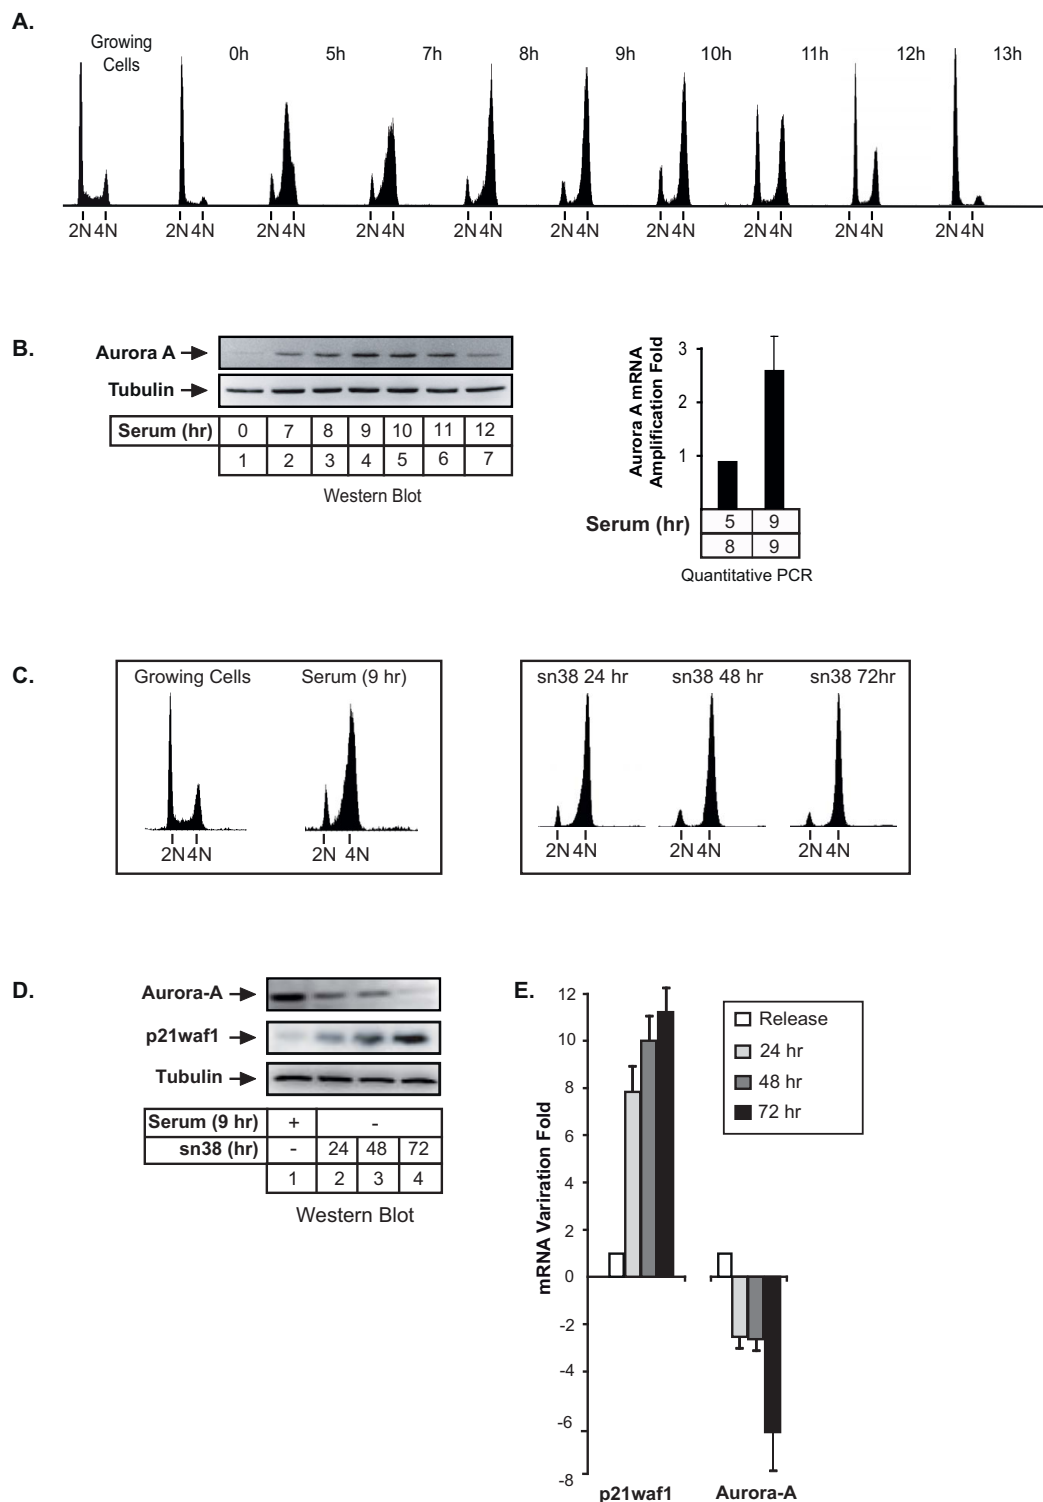 A.
Growing
Cells
0h 5h 7h 8h 9h 10h 11h 12h 13h
2N 4N 2N 4N 2N 4N 2N 4N 2N 4N 2N 4N 2N 4N 2N 4N 2N 4N 2N 4N
B.
Aurora A
Tubulin
Serum (hr) 0 7 8 9 10 11 12
1 2 3 4 5 6 7
Western Blot
Aurora A mRNA
Amplification Fold
3
2
1
Serum (hr) 5 9
8 9
Quantitative PCR
C.
Growing Cells Serum (9 hr)
2N 4N 2N 4N
sn38 24 hr sn38 48 hr sn38 72hr
2N 4N 2N 4N 2N 4N
D.
Aurora-A
p21waf1
Tubulin
Serum (9 hr) + -
sn38 (hr) - 24 48 72
1 2 3 4
Western Blot
E.
mRNA Variration Fold
12
10
8
6
4
2
0
-2
-4
-6
-8
Release
24 hr
48 hr
72 hr
p21waf1 Aurora-A